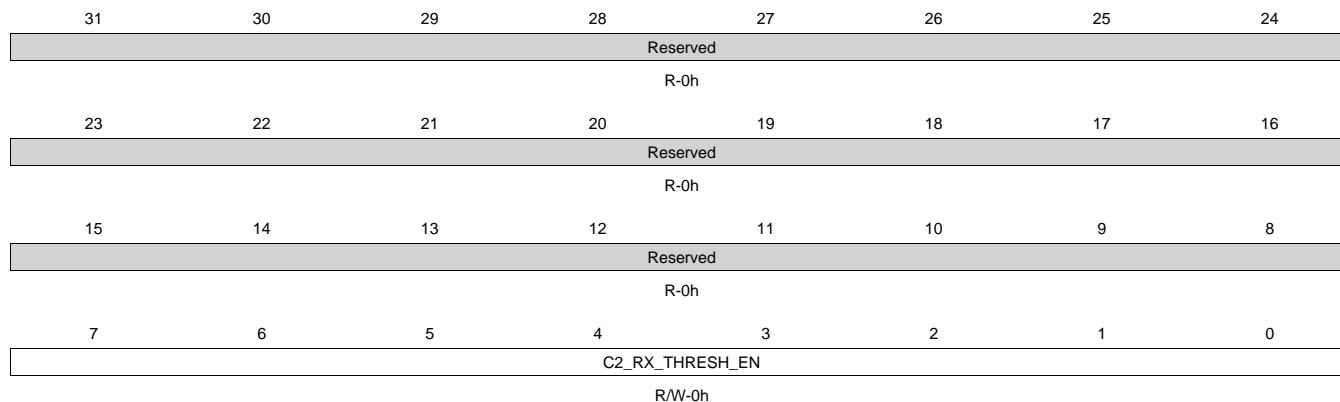 31 30 29 28 27 26 25 24
Reserved
R-0h
23 22 21 20 19 18 17 16
Reserved
R-0h
15 14 13 12 11 10 9 8
Reserved
R-0h
7 6 5 4 3 2 1 0
C2_RX_THRESH_EN
R/W-0h